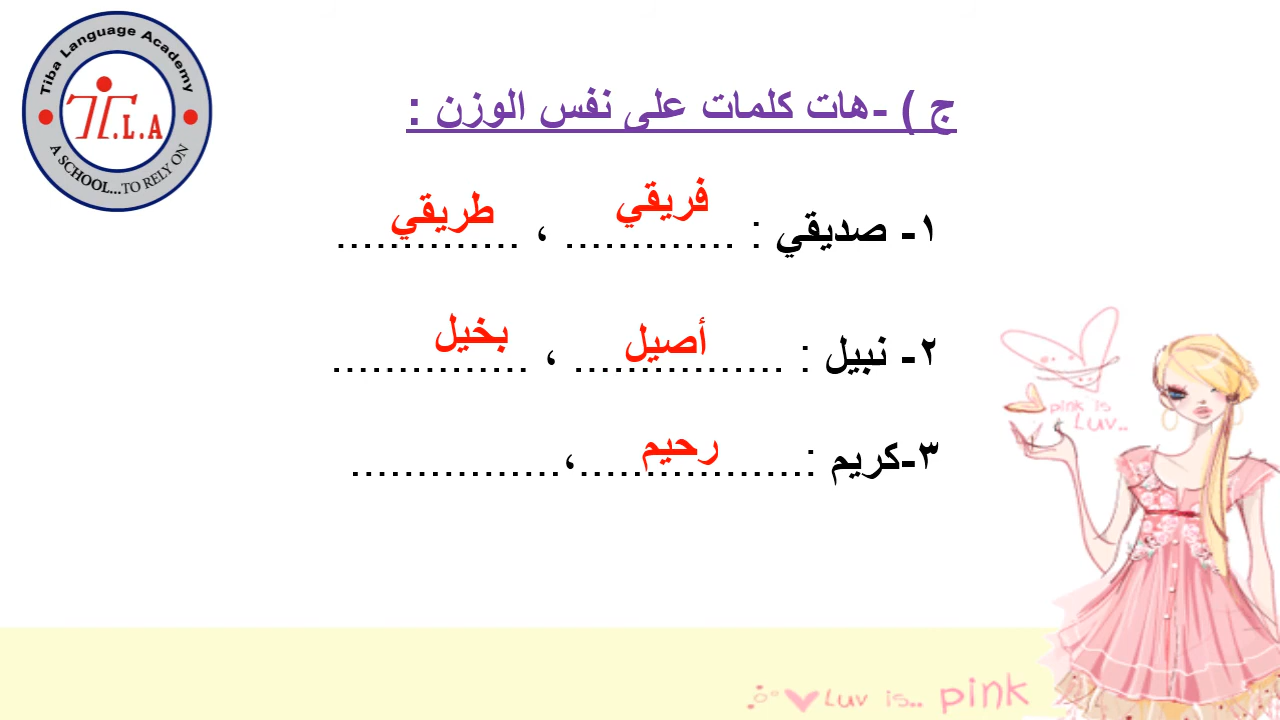 Tiba Language Academy
T.L.A
A SCHOOL...TO RELY ON
ج ) -هات كلمات على نفس الوزن :
١- صديقي : فريقي ، طريقي
٢- نبيل : أصيل ، بخيل
٣-كريم : رحيم ،................
pink is
Luv..
Luv is.. pink